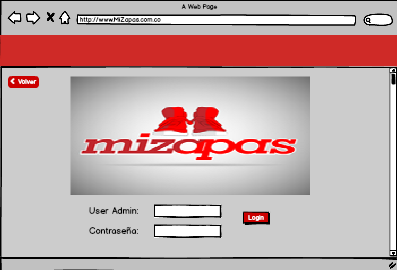 A Web Page
http://www.MiZapas.com.co
Volver
mizapas
User Admin:
Login
Contraseña: